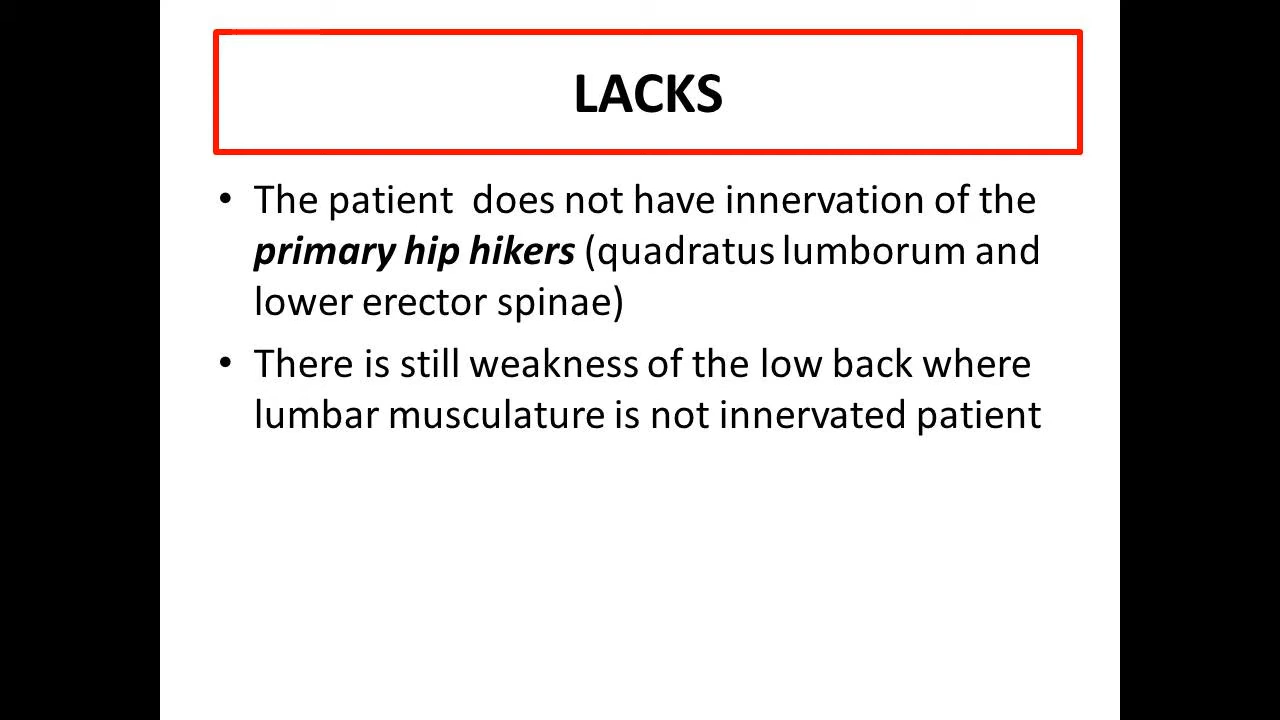 LACKS
• The patient  does not have innervation of the
primary hip hikers (quadratus lumborum and
lower erector spinae)
• There is still weakness of the low back where
lumbar musculature is not innervated patient